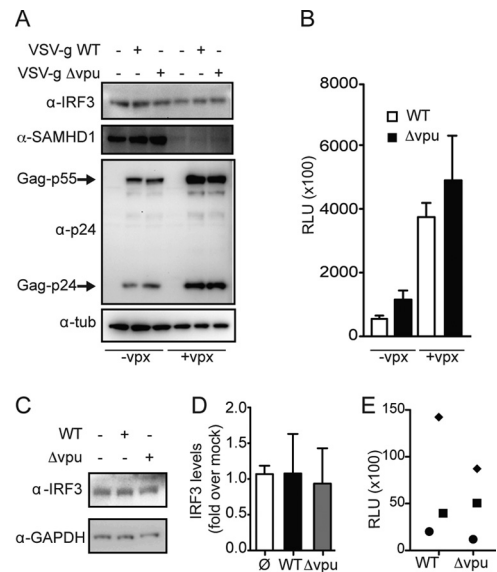 A
VSV-g WT - + - - + -
VSV-g Δvpu - - + - - +
α-IRF3
α-SAMHD1
Gag-p55
α-p24
Gag-p24
α-tub
-vpx +vpx
B
RLU (x100)
8000
6000
4000
2000
0
WT
Δvpu
-vpx +vpx
C
WT - + -
Δvpu - - +
α-IRF3
α-GAPDH
D
IRF3 levels
(fold over mock)
2.0
1.5
1.0
0.5
0.0
Ø WT Δvpu
E
RLU (x100)
150
100
50
0
WT Δvpu